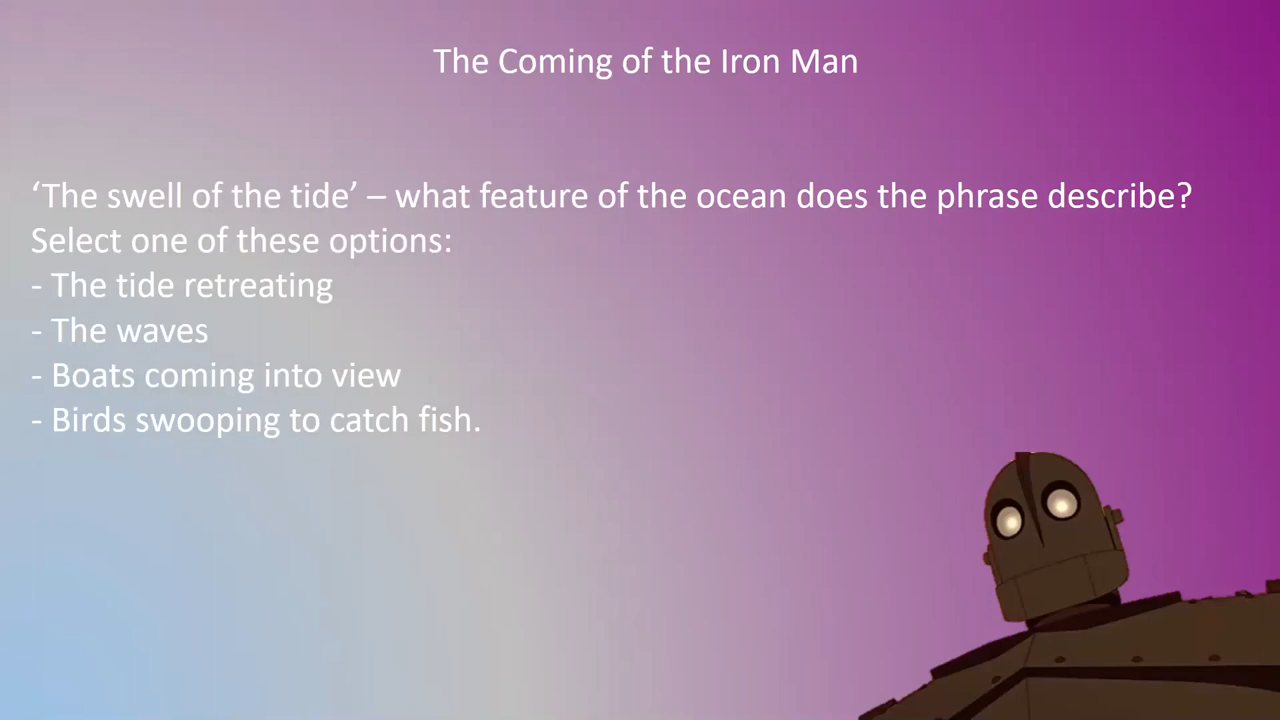 The Coming of the Iron Man
‘The swell of the tide’ – what feature of the ocean does the phrase describe?
Select one of these options:
- The tide retreating
- The waves
- Boats coming into view
- Birds swooping to catch fish.